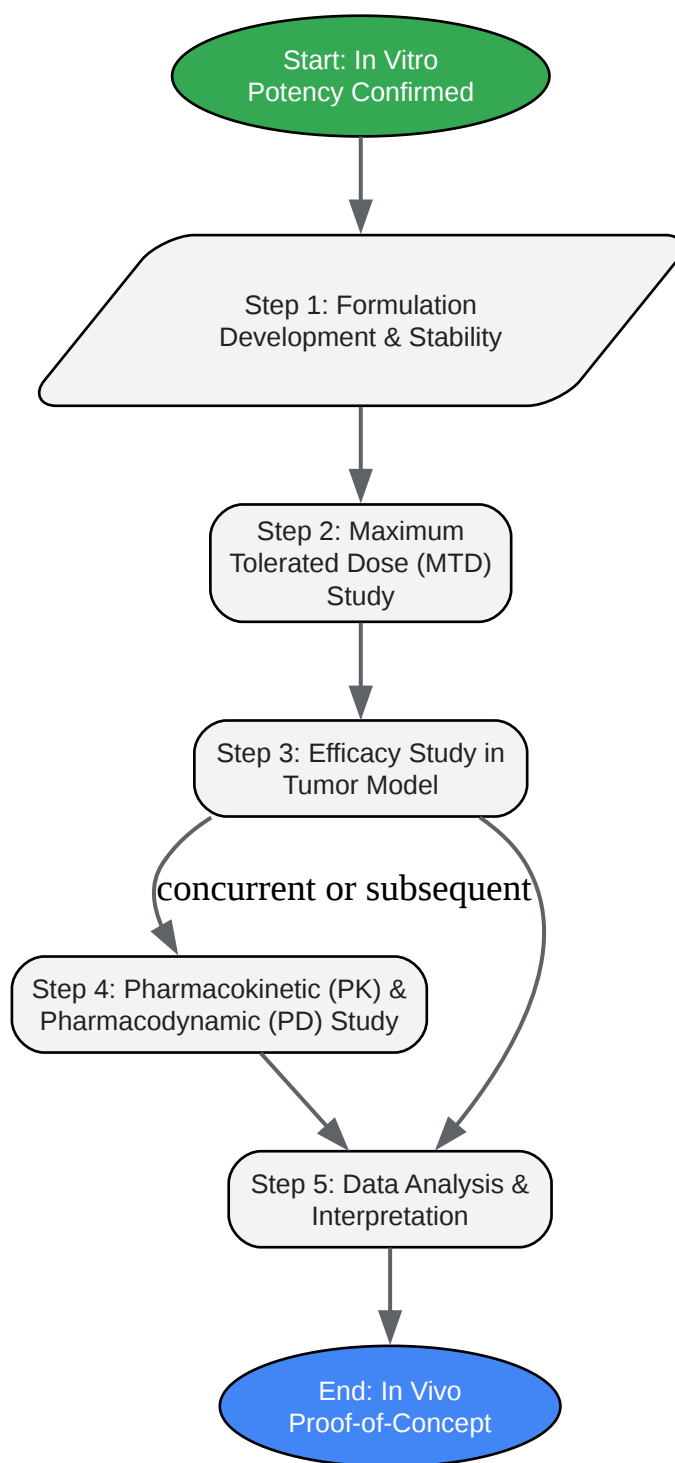 Start: In Vitro
Potency Confirmed
Step 1: Formulation
Development & Stability
Step 2: Maximum
Tolerated Dose (MTD)
Study
Step 3: Efficacy Study in
Tumor Model
concurrent or subsequent
Step 4: Pharmacokinetic (PK) &
Pharmacodynamic (PD) Study
Step 5: Data Analysis &
Interpretation
End: In Vivo
Proof-of-Concept